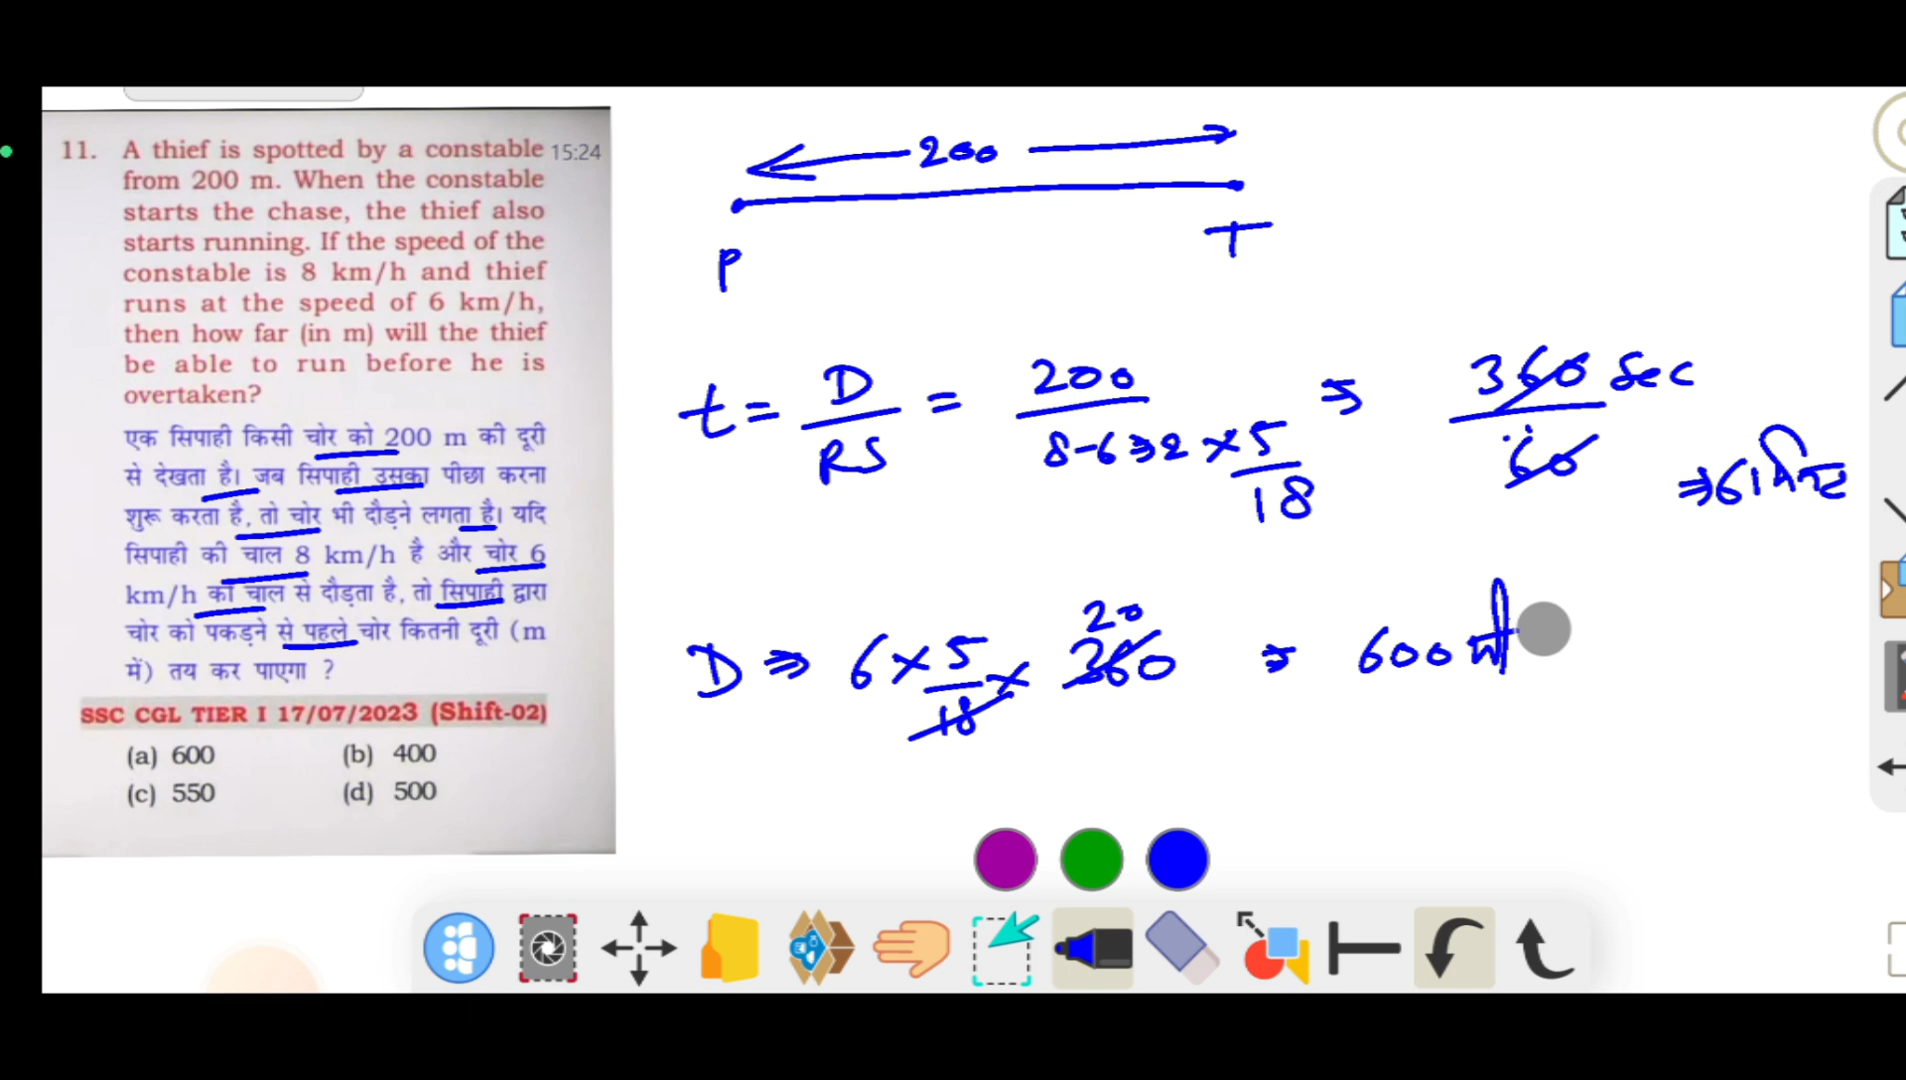 11. A thief is spotted by a constable 15:24
from 200 m. When the constable
starts the chase, the thief also
starts running. If the speed of the
constable is 8 km/h and thief
runs at the speed of 6 km/h,
then how far (in m) will the thief
be able to run before he is
overtaken?
एक सिपाही किसी चोर को 200 m की दूरी
से देखता है। जब सिपाही उसका पीछा करना
शुरू करता है, तो चोर भी दौड़ने लगता है। यदि
सिपाही की चाल 8 km/h है और चोर 6
km/h की चाल से दौड़ता है, तो सिपाही द्वारा
चोर को पकड़ने से पहले चोर कितनी दूरी (m
में) तय कर पाएगा ?
SSC CGL TIER I 17/07/2023 (Shift-02)
(a) 600 (b) 400
(c) 550 (d) 500
200
P T
t = D/RS = 200/8-6⇒2 × 5/18 ⇒ 360 sec/60 ⇒ 6 मिनट
D ⇒ 6 × 5/18 × 360 20 ⇒ 600 मी